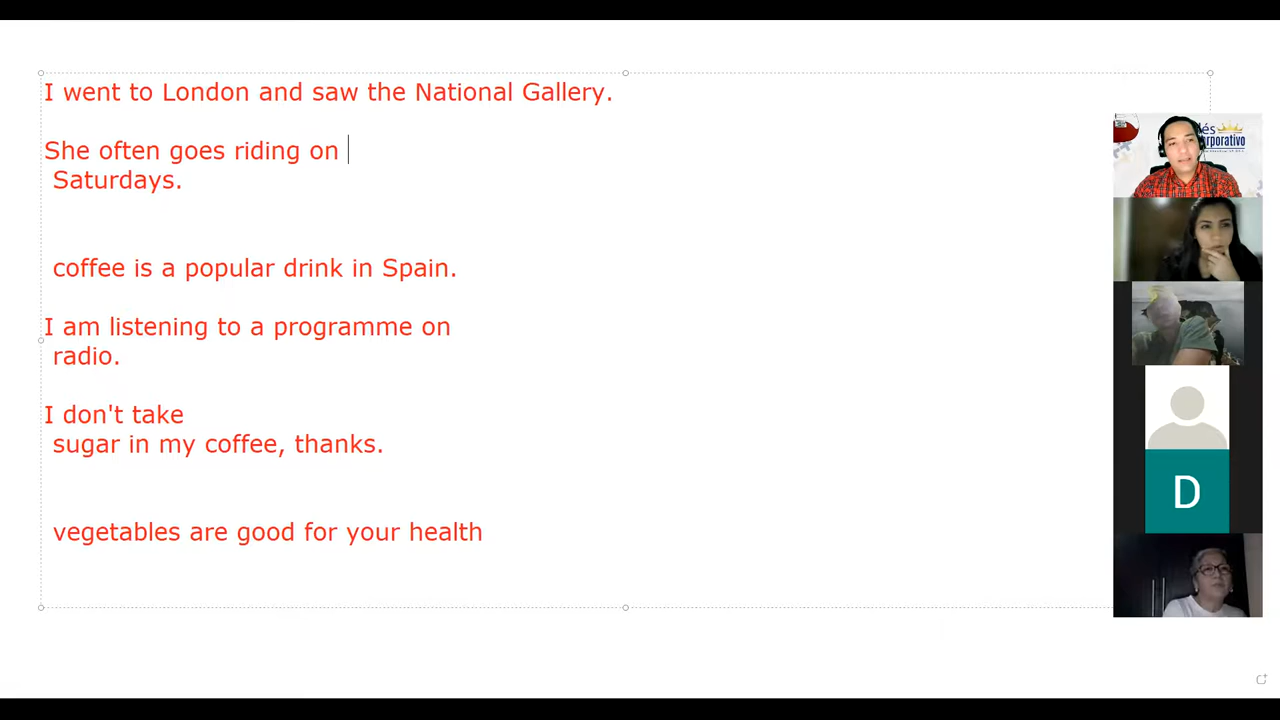 I went to London and saw the National Gallery.
She often goes riding on
Saturdays.
coffee is a popular drink in Spain.
I am listening to a programme on
radio.
I don't take
sugar in my coffee, thanks.
vegetables are good for your health
és
orporativo
D